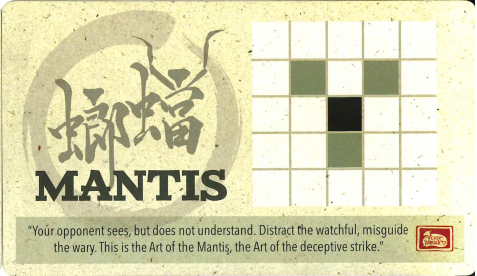 蟷螂
MANTIS
"Your opponent sees, but does not understand. Distract the watchful, misguide
the wary. This is the Art of the Mantis, the Art of the deceptive strike."